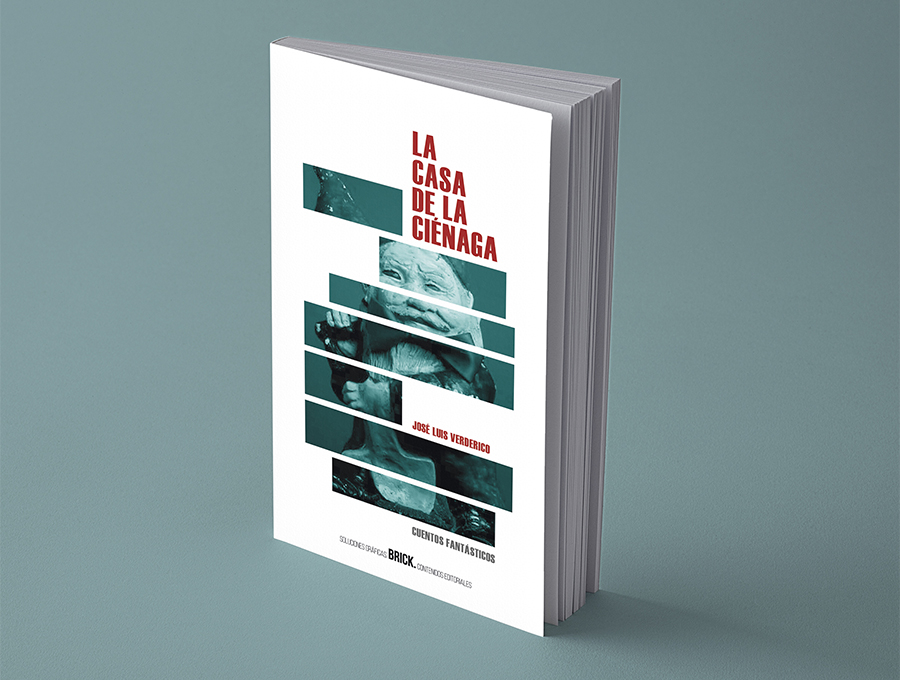 LA
CASA
DE LA
CIÉNAGA
JOSÉ LUIS VERDERICO
CUENTOS FANTÁSTICOS
SOLUCIONES GRÁFICAS BRICK. CONTENIDOS EDITORIALES